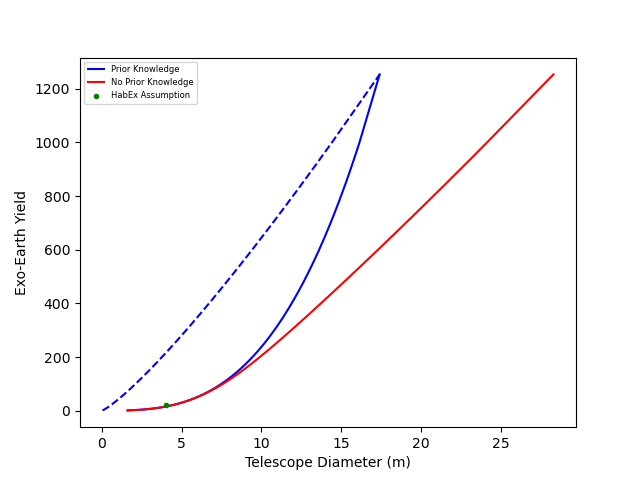 Prior Knowledge
No Prior Knowledge
HabEx Assumption
1200
1000
800
600
400
200
0
Exo-Earth Yield
0 5 10 15 20 25
Telescope Diameter (m)